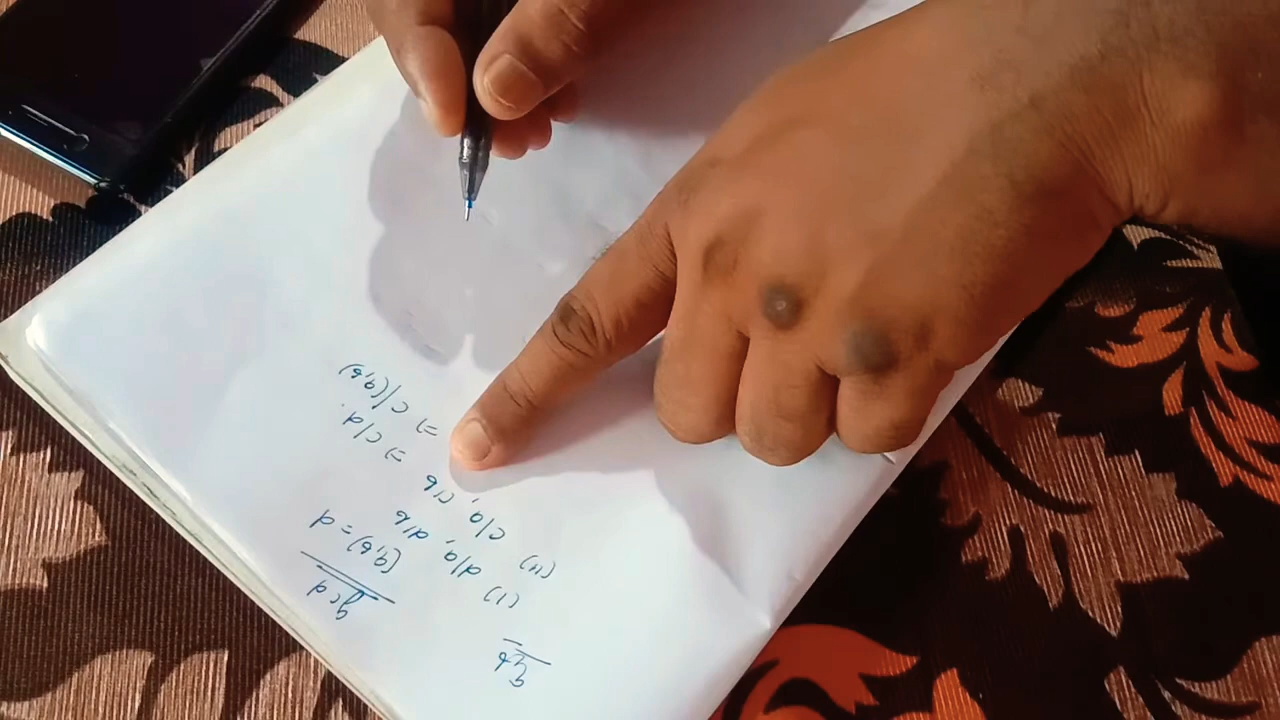 a, b
gcd
(a,b) = d
(i) d/a, d/b
(ii) c/a, c/b
⇒ c/d
⇒ c/(a,b)